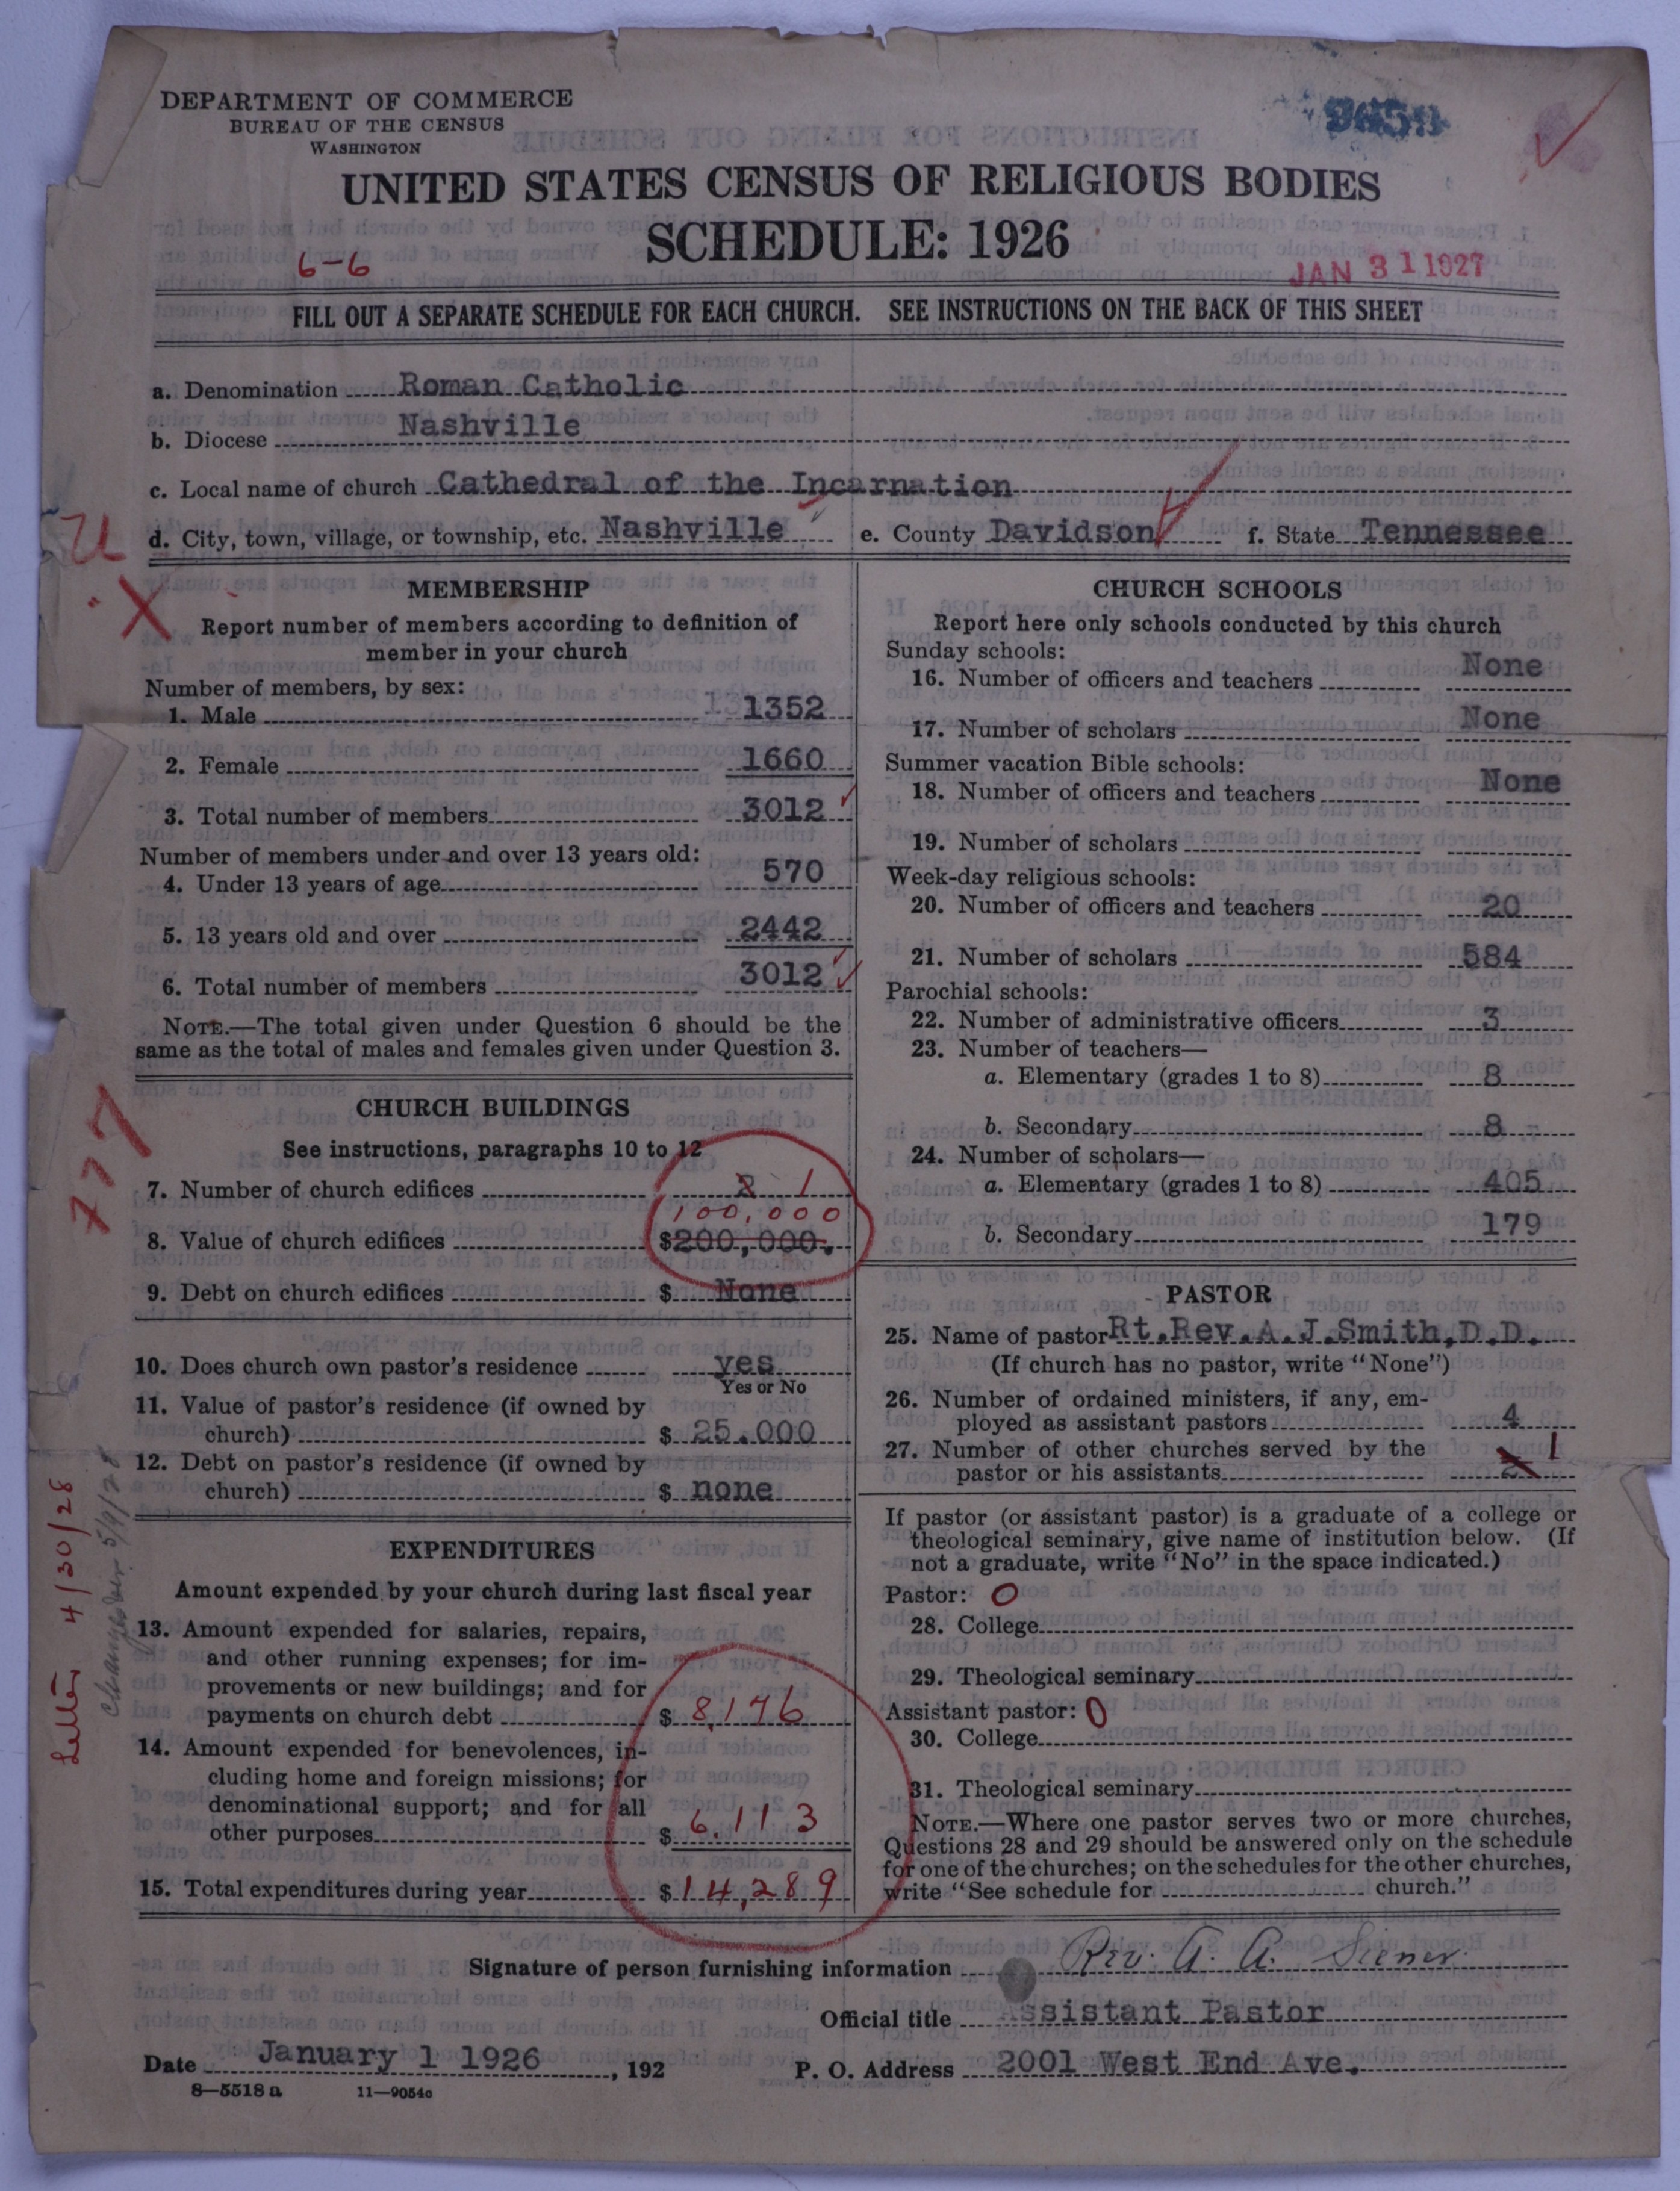 DEPARTMENT OF COMMERCE
BUREAU OF THE CENSUS
WASHINGTON
UNITED STATES CENSUS OF RELIGIOUS BODIES
SCHEDULE: 1926
6-6
JAN 31 1927
FILL OUT A SEPARATE SCHEDULE FOR EACH CHURCH. SEE INSTRUCTIONS ON THE BACK OF THIS SHEET
a. Denomination Roman Catholic
b. Diocese Nashville
c. Local name of church Cathedral of the Incarnation
d. City, town, village, or township, etc. Nashville e. County Davidson f. State Tennessee
MEMBERSHIP
Report number of members according to definition of
member in your church
Number of members, by sex:
1. Male 1352
2. Female 1660
3. Total number of members 3012
Number of members under and over 13 years old:
4. Under 13 years of age 570
5. 13 years old and over 2442
6. Total number of members 3012
NOTE.—The total given under Question 6 should be the
same as the total of males and females given under Question 3.
777
CHURCH BUILDINGS
See instructions, paragraphs 10 to 12
7. Number of church edifices 2 1
100,000
8. Value of church edifices $200,000.
9. Debt on church edifices $ None
10. Does church own pastor's residence yes
Yes or No
11. Value of pastor's residence (if owned by
church) $ 25.000
12. Debt on pastor's residence (if owned by
church) $ none
EXPENDITURES
Amount expended by your church during last fiscal year
13. Amount expended for salaries, repairs,
and other running expenses; for im-
provements or new buildings; and for
payments on church debt $ 8,176
14. Amount expended for benevolences, in-
cluding home and foreign missions; for
denominational support; and for all
other purposes $ 6,113
15. Total expenditures during year $ 14,289
Letter 4/30/28
5/9/28
CHURCH SCHOOLS
Report here only schools conducted by this church
Sunday schools:
16. Number of officers and teachers None
17. Number of scholars None
Summer vacation Bible schools:
18. Number of officers and teachers None
19. Number of scholars
Week-day religious schools:
20. Number of officers and teachers 20
21. Number of scholars 584
Parochial schools:
22. Number of administrative officers 3
23. Number of teachers—
a. Elementary (grades 1 to 8) 8
b. Secondary 8
24. Number of scholars—
a. Elementary (grades 1 to 8) 405
b. Secondary 179
PASTOR
25. Name of pastor Rt.Rev.A.J.Smith,D.D.
(If church has no pastor, write "None")
26. Number of ordained ministers, if any, em-
ployed as assistant pastors 4
27. Number of other churches served by the 1
pastor or his assistants 2
If pastor (or assistant pastor) is a graduate of a college or
theological seminary, give name of institution below. (If
not a graduate, write "No" in the space indicated.)
Pastor: O
28. College
29. Theological seminary
Assistant pastor: O
30. College
31. Theological seminary
NOTE.—Where one pastor serves two or more churches,
Questions 28 and 29 should be answered only on the schedule
for one of the churches; on the schedules for the other churches,
write "See schedule for church."
Signature of person furnishing information Rev. A. A. Siener
Official title Assistant Pastor
Date January 1 1926, 192 P. O. Address 2001 West End Ave.
8—5518 a 11—9054c